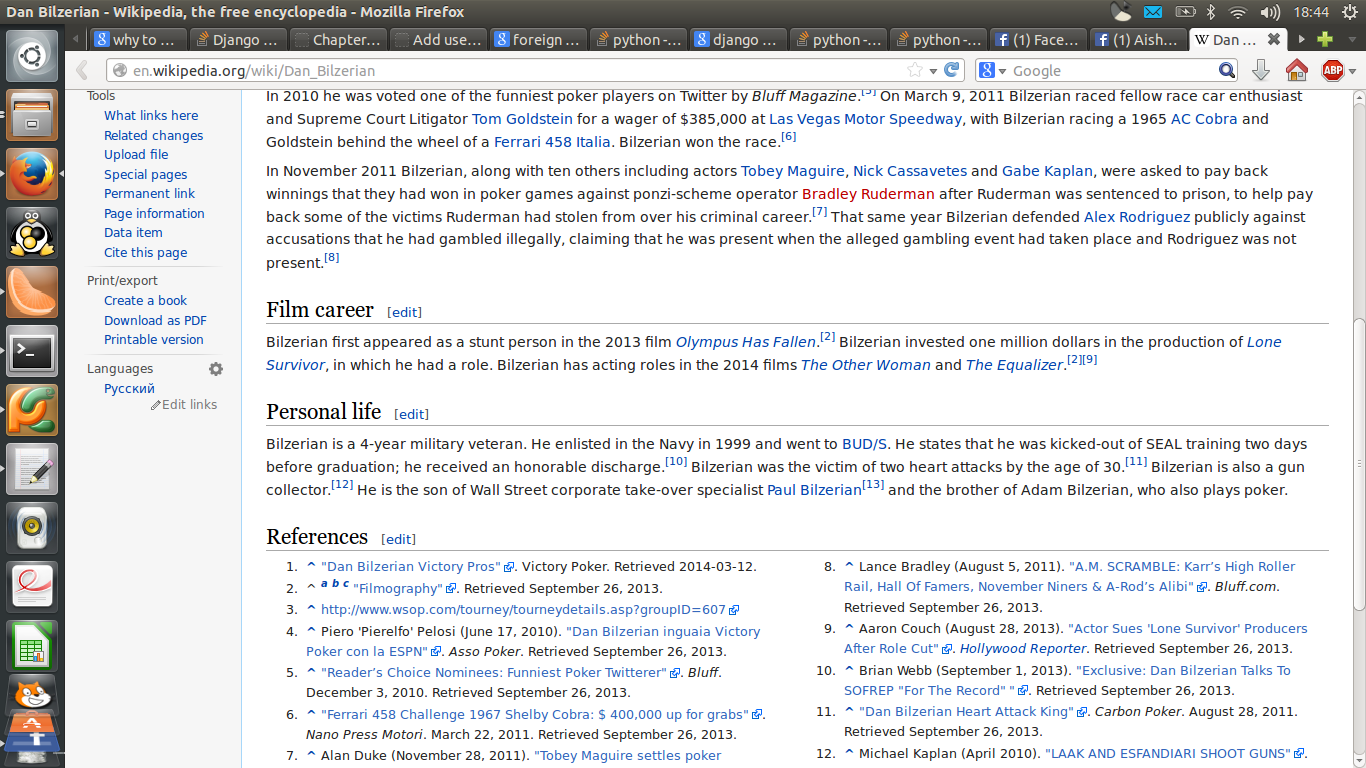 Dan Bilzerian - Wikipedia, the free encyclopedia - Mozilla Firefox
18:44
why to ...
Django ...
Chapter...
Add use...
foreign ...
python -...
django ...
python -...
python -...
(1) Face...
(1) Aish...
Dan ...
en.wikipedia.org/wiki/Dan_Bilzerian
Google
ABP
Tools
What links here
Related changes
Upload file
Special pages
Permanent link
Page information
Data item
Cite this page
Print/export
Create a book
Download as PDF
Printable version
Languages
Русский
Edit links
In 2010 he was voted one of the funniest poker players on Twitter by Bluff Magazine.[5] On March 9, 2011 Bilzerian raced fellow race car enthusiast
and Supreme Court Litigator Tom Goldstein for a wager of $385,000 at Las Vegas Motor Speedway, with Bilzerian racing a 1965 AC Cobra and
Goldstein behind the wheel of a Ferrari 458 Italia. Bilzerian won the race.[6]
In November 2011 Bilzerian, along with ten others including actors Tobey Maguire, Nick Cassavetes and Gabe Kaplan, were asked to pay back
winnings that they had won in poker games against ponzi-scheme operator Bradley Ruderman after Ruderman was sentenced to prison, to help pay
back some of the victims Ruderman had stolen from over his criminal career.[7] That same year Bilzerian defended Alex Rodriguez publicly against
accusations that he had gambled illegally, claiming that he was present when the alleged gambling event had taken place and Rodriguez was not
present.[8]
Film career [edit]
Bilzerian first appeared as a stunt person in the 2013 film Olympus Has Fallen.[2] Bilzerian invested one million dollars in the production of Lone
Survivor, in which he had a role. Bilzerian has acting roles in the 2014 films The Other Woman and The Equalizer.[2][9]
Personal life [edit]
Bilzerian is a 4-year military veteran. He enlisted in the Navy in 1999 and went to BUD/S. He states that he was kicked-out of SEAL training two days
before graduation; he received an honorable discharge.[10] Bilzerian was the victim of two heart attacks by the age of 30.[11] Bilzerian is also a gun
collector.[12] He is the son of Wall Street corporate take-over specialist Paul Bilzerian[13] and the brother of Adam Bilzerian, who also plays poker.
References [edit]
1. ^ "Dan Bilzerian Victory Pros". Victory Poker. Retrieved 2014-03-12.
2. ^ a b c "Filmography". Retrieved September 26, 2013.
3. ^ http://www.wsop.com/tourney/tourneydetails.asp?groupID=607
4. ^ Piero 'Pierelfo' Pelosi (June 17, 2010). "Dan Bilzerian inguaia Victory
Poker con la ESPN". Asso Poker. Retrieved September 26, 2013.
5. ^ "Reader's Choice Nominees: Funniest Poker Twitterer". Bluff.
December 3, 2010. Retrieved September 26, 2013.
6. ^ "Ferrari 458 Challenge 1967 Shelby Cobra: $ 400,000 up for grabs".
Nano Press Motori. March 22, 2011. Retrieved September 26, 2013.
7. ^ Alan Duke (November 28, 2011). "Tobey Maguire settles poker
8. ^ Lance Bradley (August 5, 2011). "A.M. SCRAMBLE: Karr's High Roller
Rail, Hall Of Famers, November Niners & A-Rod's Alibi". Bluff.com.
Retrieved September 26, 2013.
9. ^ Aaron Couch (August 28, 2013). "Actor Sues 'Lone Survivor' Producers
After Role Cut". Hollywood Reporter. Retrieved September 26, 2013.
10. ^ Brian Webb (September 1, 2013). "Exclusive: Dan Bilzerian Talks To
SOFREP "For The Record" ". Retrieved September 26, 2013.
11. ^ "Dan Bilzerian Heart Attack King". Carbon Poker. August 28, 2011.
Retrieved September 26, 2013.
12. ^ Michael Kaplan (April 2010). "LAAK AND ESFANDIARI SHOOT GUNS".